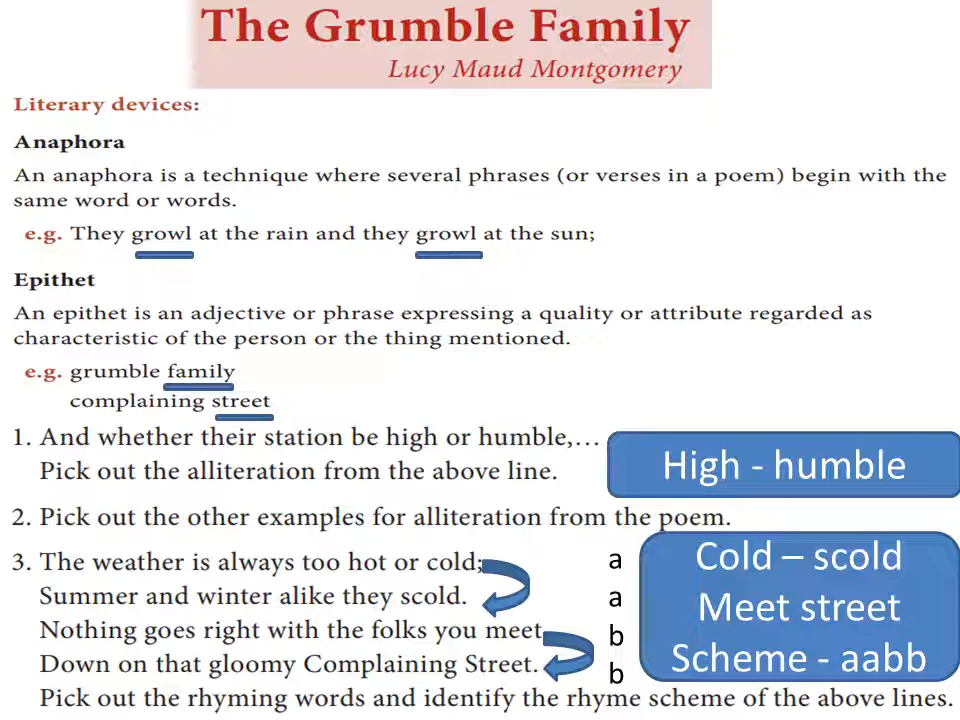 The Grumble Family
Lucy Maud Montgomery
Literary devices:
Anaphora
An anaphora is a technique where several phrases (or verses in a poem) begin with the
same word or words.
e.g. They growl at the rain and they growl at the sun;
Epithet
An epithet is an adjective or phrase expressing a quality or attribute regarded as
characteristic of the person or the thing mentioned.
e.g. grumble family
complaining street
1. And whether their station be high or humble,…
Pick out the alliteration from the above line.
High - humble
2. Pick out the other examples for alliteration from the poem.
3. The weather is always too hot or cold; a
Summer and winter alike they scold. a
Nothing goes right with the folks you meet b
Down on that gloomy Complaining Street. b
Cold – scold
Meet street
Scheme - aabb
Pick out the rhyming words and identify the rhyme scheme of the above lines.